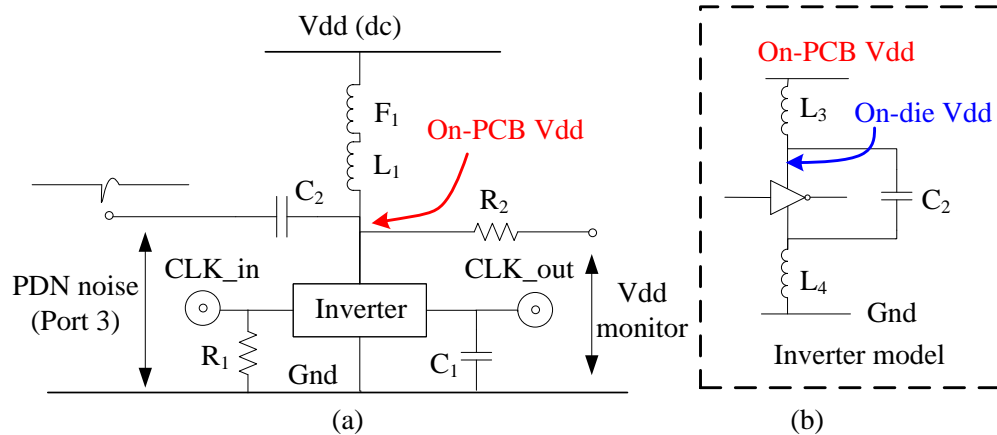 Vdd (dc)
F1
L1
On-PCB Vdd
C2
R2
CLK_in
CLK_out
PDN noise
(Port 3)
Inverter
Vdd
monitor
R1
Gnd
C1
(a)
On-PCB Vdd
L3
On-die Vdd
C2
L4
Gnd
Inverter model
(b)